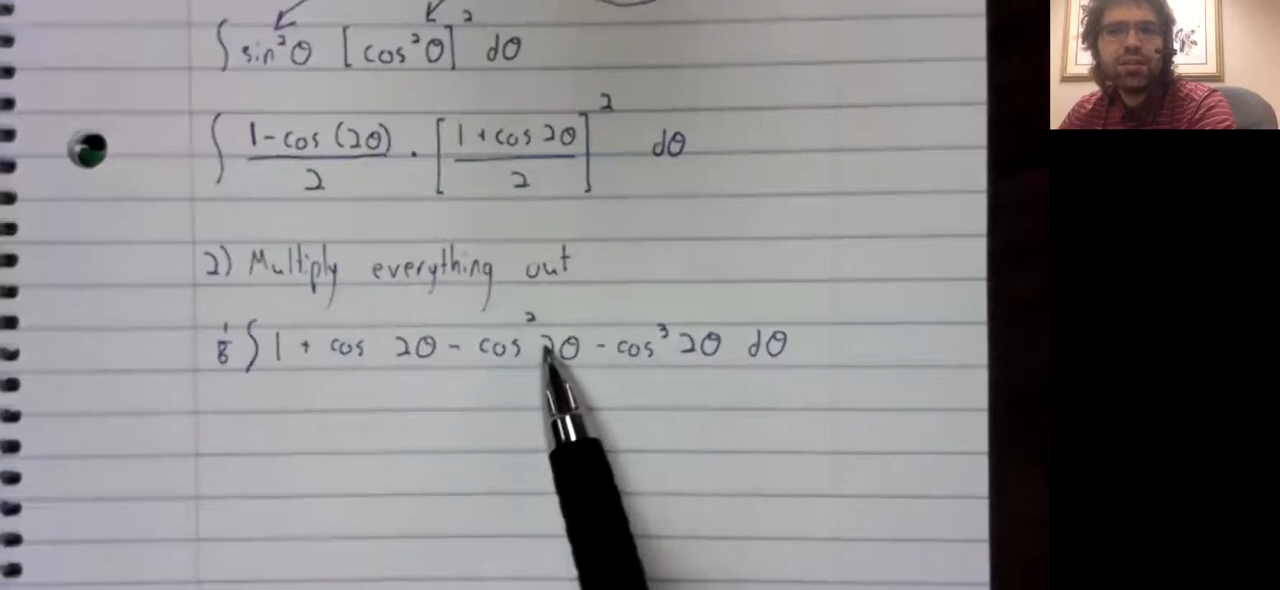 ∫ sin²θ [cos²θ]² dθ
∫ (1-cos(2θ))/2 · [(1+cos 2θ)/2]² dθ
2) Multiply everything out
1/8 ∫ 1 + cos 2θ - cos² 2θ - cos³ 2θ dθ